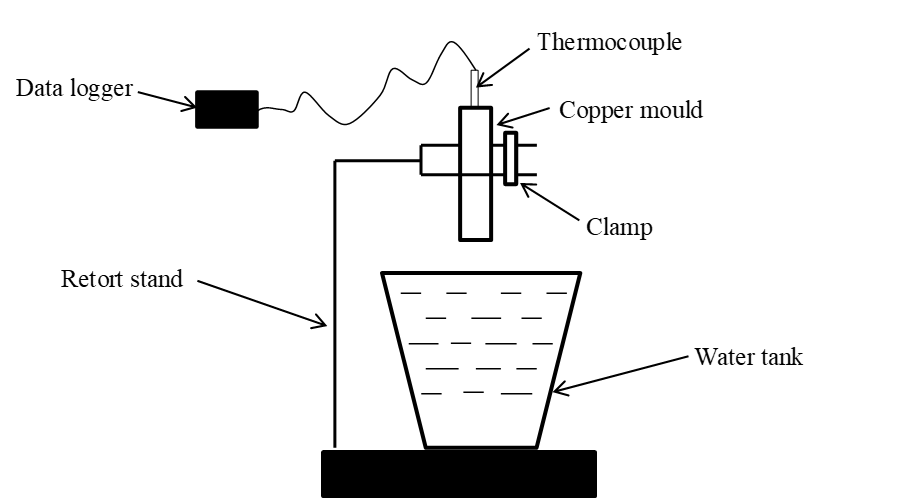 Thermocouple
Data logger
Copper mould
Clamp
Retort stand
Water tank